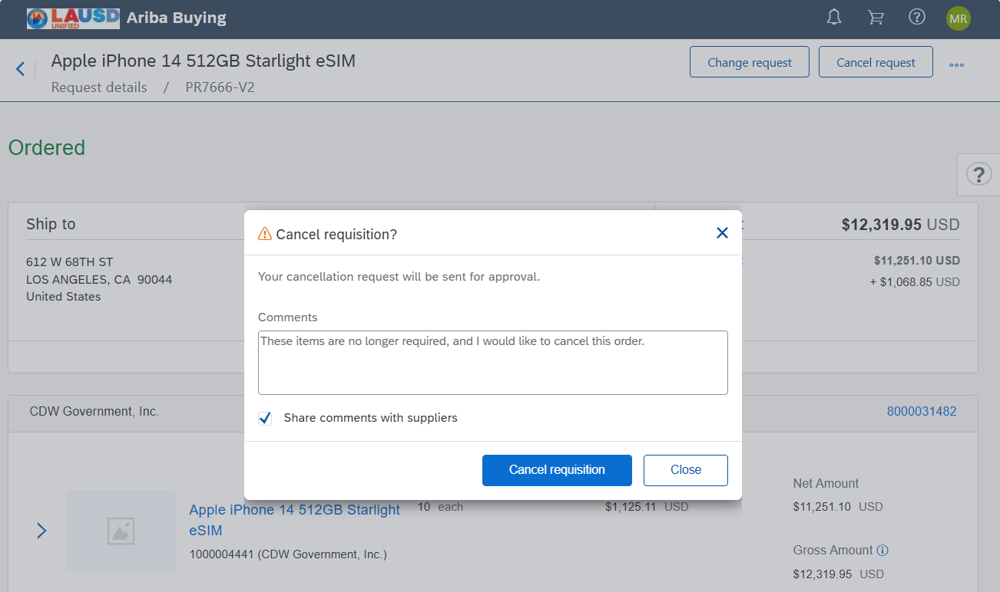 LAUSD
UNIFIED
Ariba Buying
MR
Apple iPhone 14 512GB Starlight eSIM
Request details / PR7666-V2
Change request
Cancel request
Ordered
?
Ship to
$12,319.95 USD
612 W 68TH ST
LOS ANGELES, CA 90044
United States
$11,251.10 USD
+ $1,068.85 USD
Cancel requisition?
Your cancellation request will be sent for approval.
Comments
These items are no longer required, and I would like to cancel this order.
Share comments with suppliers
Cancel requisition
Close
CDW Government, Inc.
8000031482
Apple iPhone 14 512GB Starlight
eSIM
1000004441 (CDW Government, Inc.)
10 each
$1,125.11 USD
Net Amount
$11,251.10 USD
Gross Amount
$12,319.95 USD